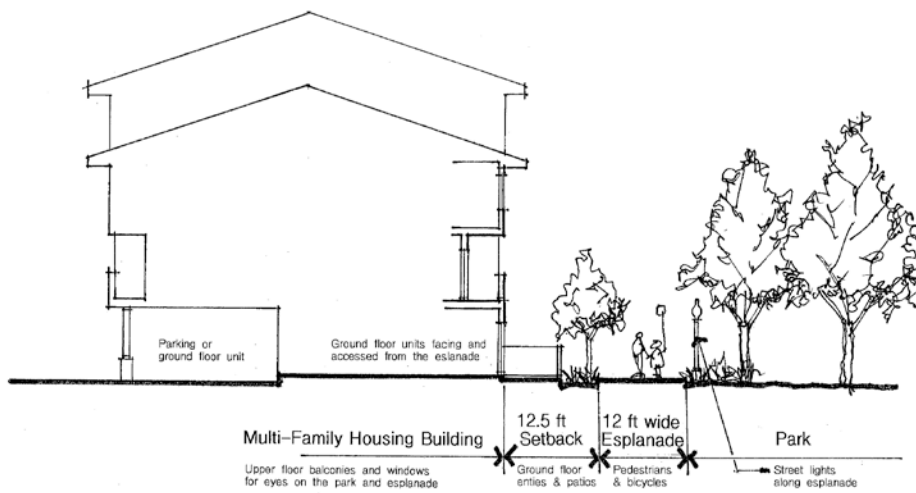 Parking or
ground floor unit
Ground floor units facing and
accessed from the eslanade
12.5 ft
Setback
12 ft wide
Esplanade
Multi-Family Housing Building
Park
Upper floor balconies and windows
for eyes on the park and esplanade
Ground floor
enties & patios
Pedestrians
& bicycles
Street lights
along esplanade